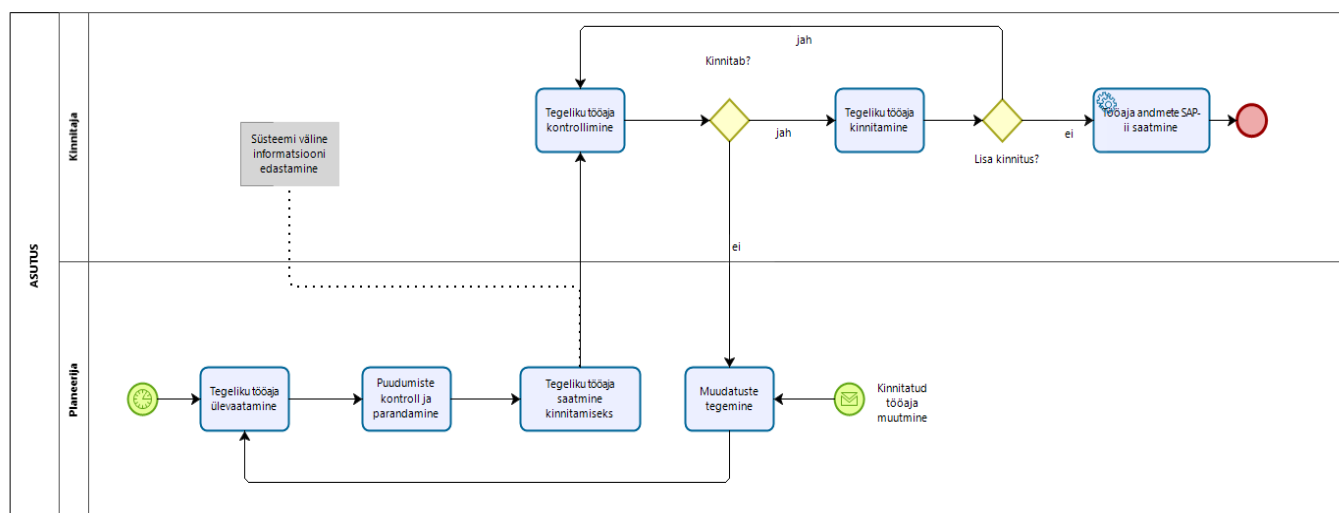 ASUTUS
Kinnitaja
jah
Kinnitab?
Tegeliku tööaja
kontrollimine
jah
Tegeliku tööaja
kinnitamine
Lisa kinnitus?
ei
Tööaja andmete SAP-
ii saatmine
Süsteemi väline
informatsiooni
edastamine
ei
Planeerija
Tegeliku tööaja
ülevaatamine
Puudumiste
kontroll ja
parandamine
Tegeliku tööaja
saatmine
kinnitamiseks
Muudatuste
tegemine
Kinnitatud
tööaja
muutmine